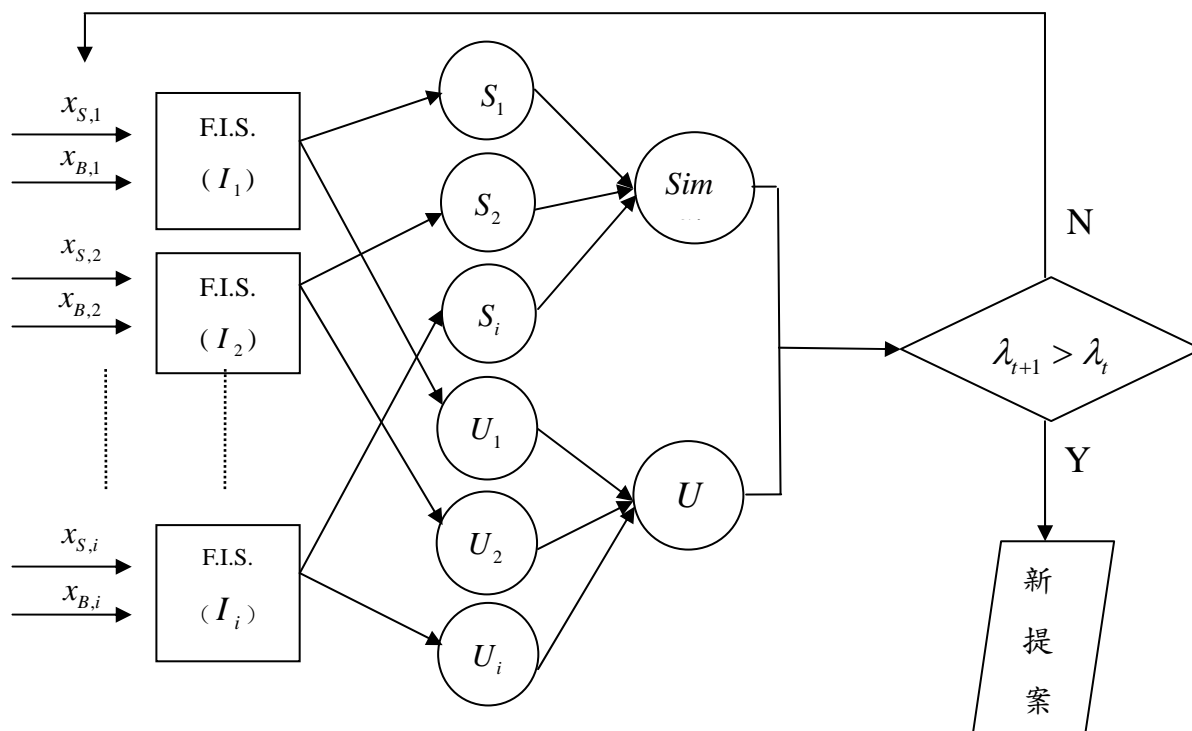 x_{S,1}
x_{B,1}
F.I.S.
(I_1)
x_{S,2}
x_{B,2}
F.I.S.
(I_2)
x_{S,i}
x_{B,i}
F.I.S.
(I_i)
S_1
S_2
S_i
U_1
U_2
U_i
Sim
U
N
λ_{t+1} > λ_t
Y
新
提
案